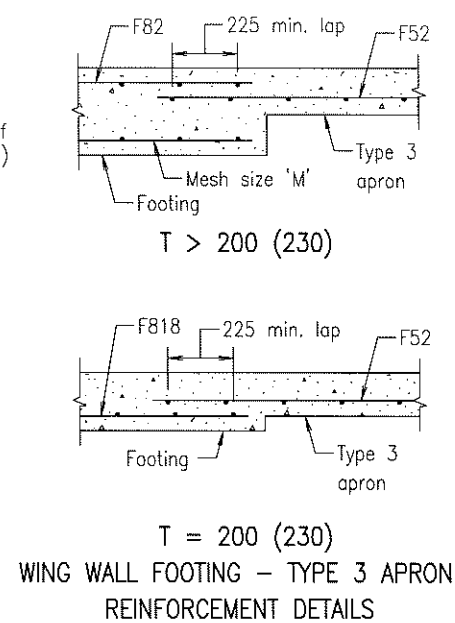 F82
225 min. lap
F52
f
)
Mesh size 'M'
Type 3
apron
Footing
T > 200 (230)
F818
225 min. lap
F52
Footing
Type 3
apron
T = 200 (230)
WING WALL FOOTING – TYPE 3 APRON
REINFORCEMENT DETAILS